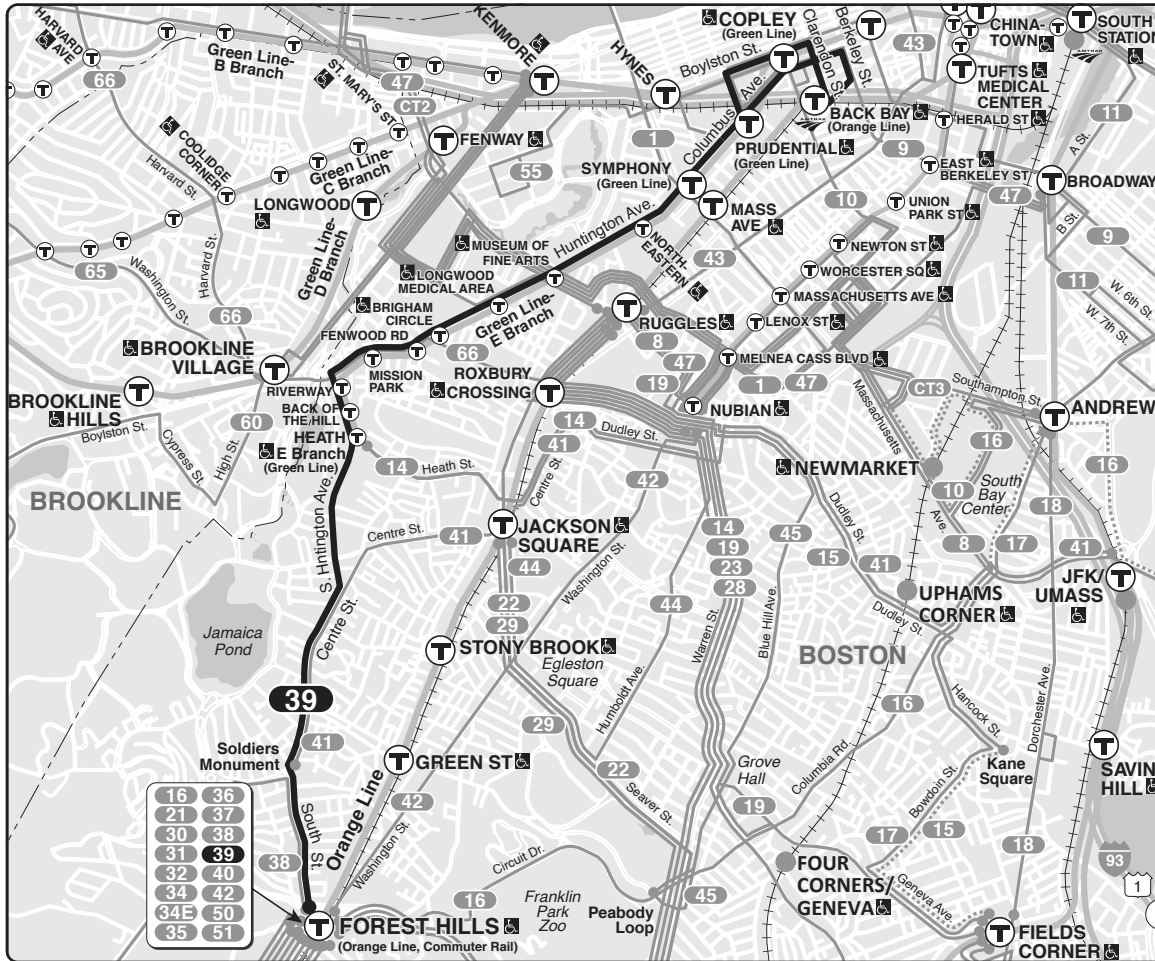 HARVARD
AVE
66
Green Line-
B Branch
47
CT2
ST. MARY'S ST
KENMORE
HYNES
COPLEY
(Green Line)
Boylston St.
Clarendon St.
Berkeley St.
43
CHINA-
TOWN
SOUTH
STATION
AMTRAK
TUFTS
MEDICAL
CENTER
11
A St.
COOLIDGE
CORNER
Harvard St.
FENWAY
1
Columbus Ave.
BACK BAY
(Orange Line)
AMTRAK
HERALD ST
PRUDENTIAL
(Green Line)
9
EAST
BERKELEY ST
BROADWAY
47
Green Line-
C Branch
55
SYMPHONY
(Green Line)
10
LONGWOOD
MASS
AVE
UNION
PARK ST
B St.
9
65
Washington St.
Harvard St.
Green Line-
D Branch
MUSEUM OF
FINE ARTS
Huntington Ave.
NORTH-
EASTERN
43
NEWTON ST
LONGWOOD
MEDICAL AREA
WORCESTER SQ
11
W. 6th St.
W. 7th St.
66
BRIGHAM
CIRCLE
Green Line-
E Branch
MASSACHUSETTS AVE
RUGGLES
LENOX ST
FENWOOD RD
8
BROOKLINE
VILLAGE
66
ROXBURY
CROSSING
47
MELNEA CASS BLVD
MISSION
PARK
19
1
47
CT3
Southampton St.
BROOKLINE
HILLS
RIVERWAY
BACK OF
THE HILL
NUBIAN
Massachusetts
Ave.
ANDREW
Boylston St.
60
HEATH
E Branch
(Green Line)
14
41
Dudley St.
16
16
Cypress St.
High St.
14
Heath St.
Centre St.
42
NEWMARKET
BROOKLINE
10
South
Bay
Center
18
S. Hntington Ave.
Centre St.
41
JACKSON
SQUARE
14
45
Dudley St.
8
17
41
44
19
15
Washington St.
23
41
JFK/
UMASS
22
28
UPHAMS
CORNER
29
44
Dudley St.
Jamaica
Pond
Centre St.
STONY BROOK
Warren St.
Blue Hill Ave.
BOSTON
Egleston
Square
39
Humboldt Ave.
16
Hancock St.
Dorchester Ave.
41
29
Soldiers
Monument
GREEN ST
Grove
Hall
Columbia Rd.
Kane
Square
SAVIN
HILL
42
22
Bowdoin St.
16 36
21 37
30 38
31 39
32 40
34 42
34E 50
35 51
South St.
Orange Line
Seaver St.
19
17
15
38
Washington St.
18
Circuit Dr.
93
1
16
Franklin
Park
Zoo
45
FOUR
CORNERS/
GENEVA
Geneva Ave.
Peabody
Loop
FOREST HILLS
(Orange Line, Commuter Rail)
FIELDS
CORNER